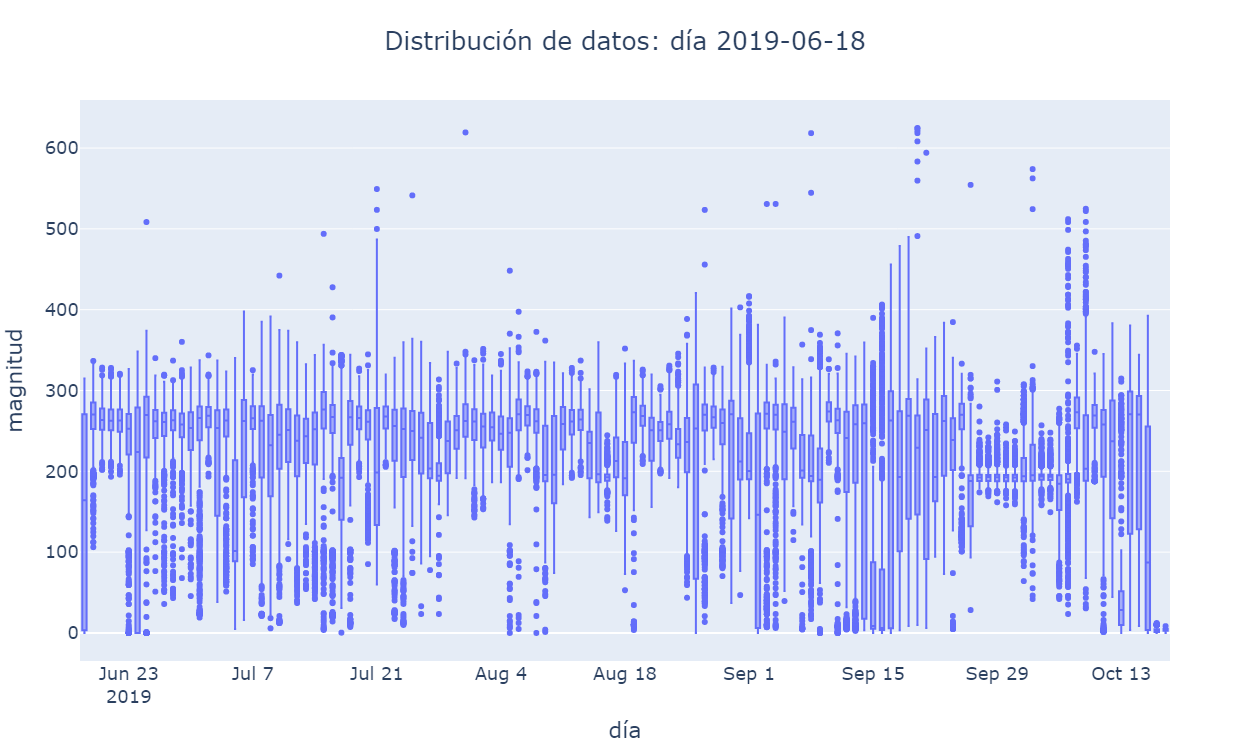 Distribución de datos: día 2019-06-18
magnitud
600
500
400
300
200
100
0
Jun 23
2019
Jul 7
Jul 21
Aug 4
Aug 18
Sep 1
Sep 15
Sep 29
Oct 13
día